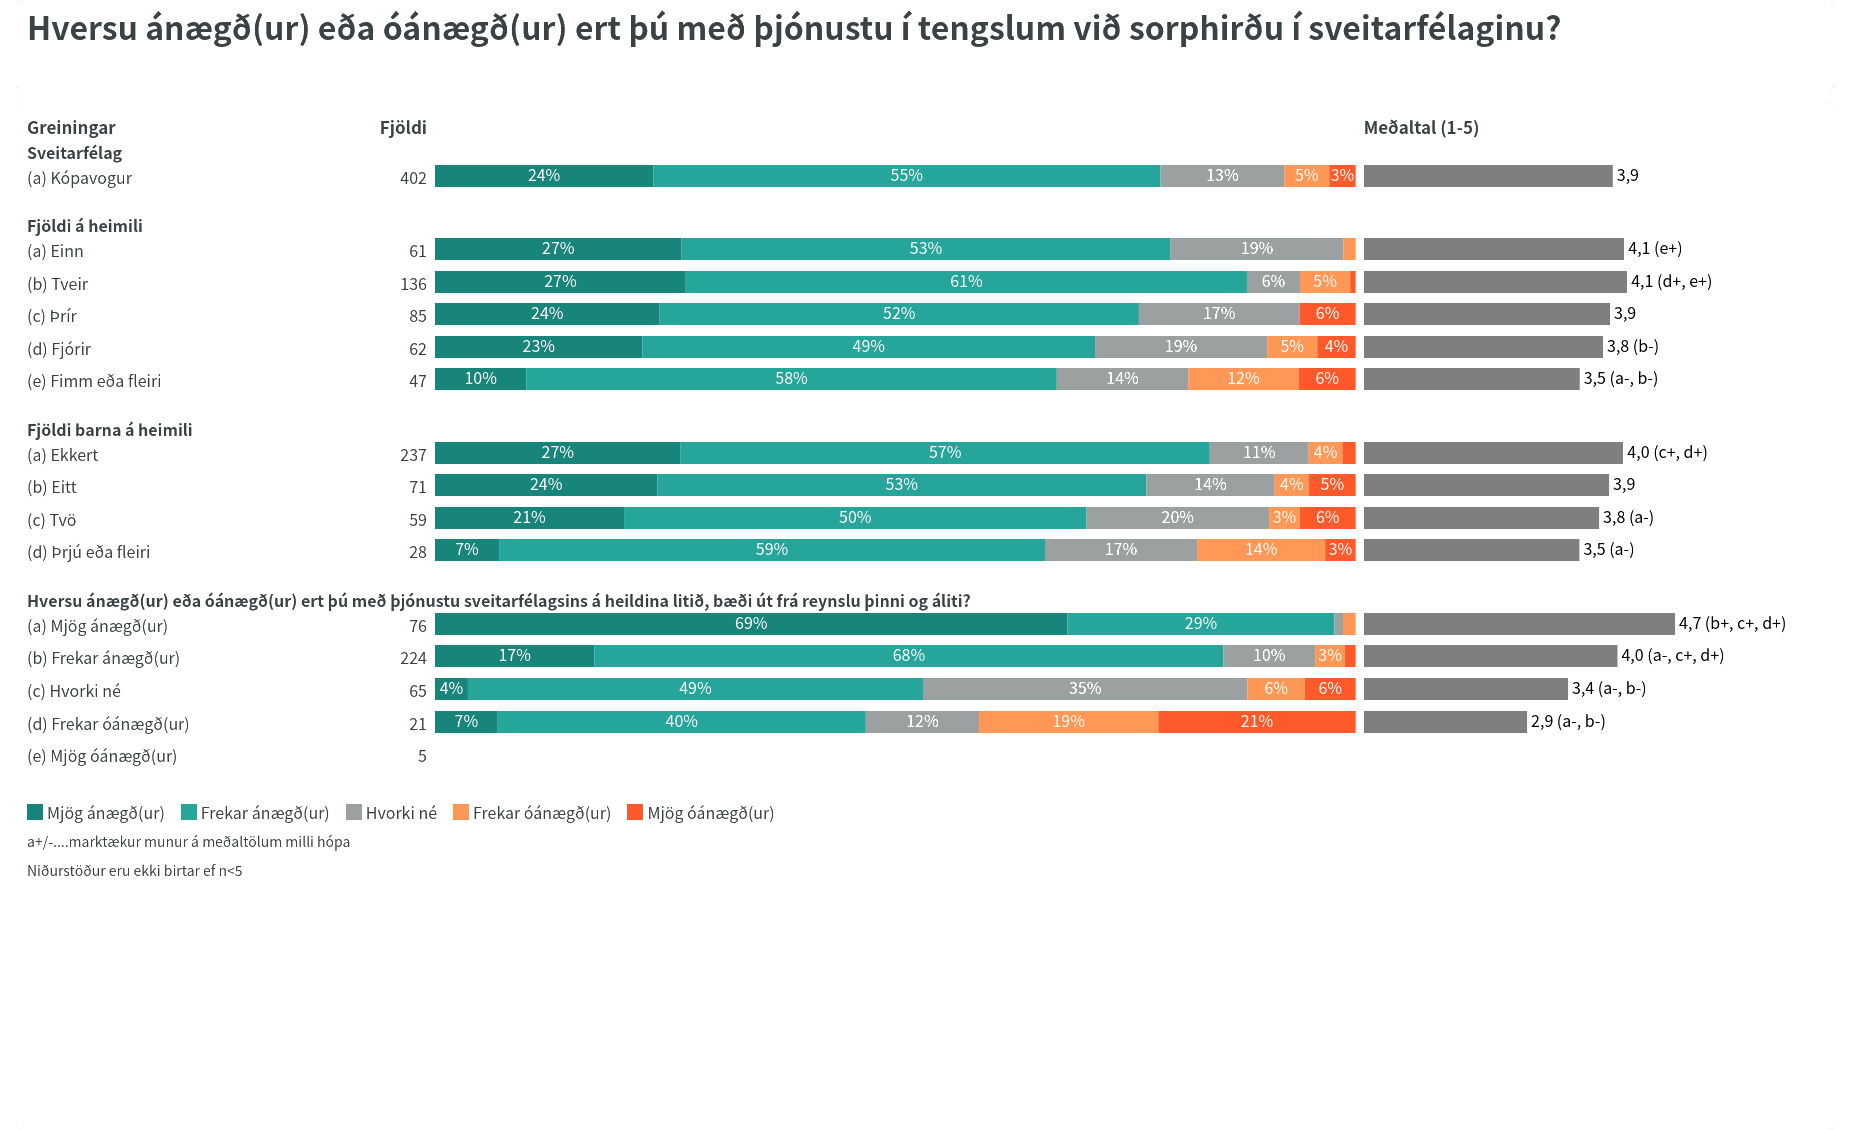 Hversu ánægð(ur) eða óánægð(ur) ert þú með þjónustu í tengslum við sorphirðu í sveitarfélaginu?
Greiningar Fjöldi Meðaltal (1-5)
Sveitarfélag
(a) Kópavogur 402 24% 55% 13% 5% 3% 3,9
Fjöldi á heimili
(a) Einn 61 27% 53% 19% 4,1 (e+)
(b) Tveir 136 27% 61% 6% 5% 4,1 (d+, e+)
(c) Þrír 85 24% 52% 17% 6% 3,9
(d) Fjórir 62 23% 49% 19% 5% 4% 3,8 (b-)
(e) Fimm eða fleiri 47 10% 58% 14% 12% 6% 3,5 (a-, b-)
Fjöldi barna á heimili
(a) Ekkert 237 27% 57% 11% 4% 4,0 (c+, d+)
(b) Eitt 71 24% 53% 14% 4% 5% 3,9
(c) Tvö 59 21% 50% 20% 3% 6% 3,8 (a-)
(d) Þrjú eða fleiri 28 7% 59% 17% 14% 3% 3,5 (a-)
Hversu ánægð(ur) eða óánægð(ur) ert þú með þjónustu sveitarfélagsins á heildina litið, bæði út frá reynslu þinni og áliti?
(a) Mjög ánægð(ur) 76 69% 29% 4,7 (b+, c+, d+)
(b) Frekar ánægð(ur) 224 17% 68% 10% 3% 4,0 (a-, c+, d+)
(c) Hvorki né 65 4% 49% 35% 6% 6% 3,4 (a-, b-)
(d) Frekar óánægð(ur) 21 7% 40% 12% 19% 21% 2,9 (a-, b-)
(e) Mjög óánægð(ur) 5
Mjög ánægð(ur) Frekar ánægð(ur) Hvorki né Frekar óánægð(ur) Mjög óánægð(ur)
a+/-....marktækur munur á meðaltölum milli hópa
Niðurstöður eru ekki birtar ef n<5